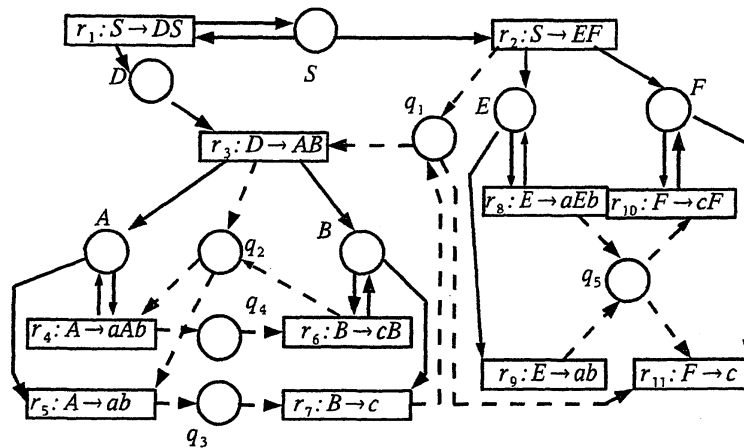 r₁: S → DS
r₂: S → EF
D
S
q₁
E
F
r₃: D → AB
r₈: E → aEb
r₁₀: F → cF
A
q₂
B
q₅
q₄
r₄: A → aAb
r₆: B → cB
r₉: E → ab
r₁₁: F → c
r₅: A → ab
r₇: B → c
q₃